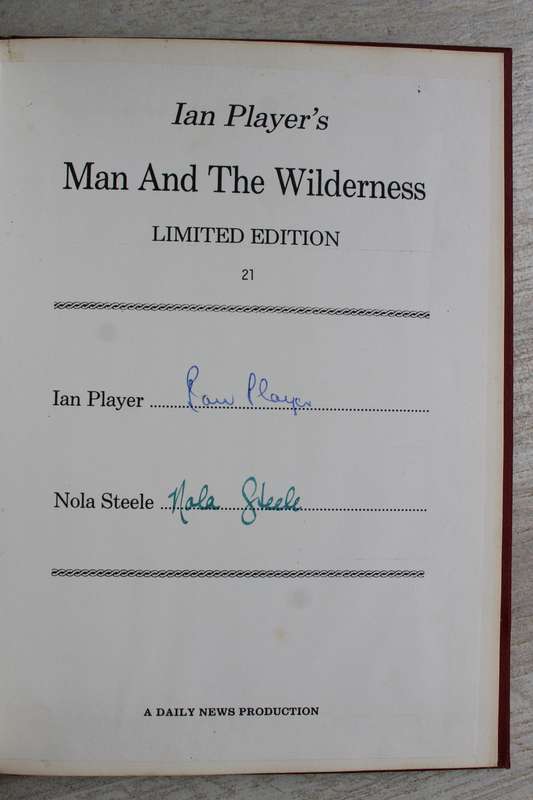 Ian Player's
Man And The Wilderness
LIMITED EDITION
21
Ian Player ........ Ian Player
Nola Steele ........ Nola Steele
A DAILY NEWS PRODUCTION